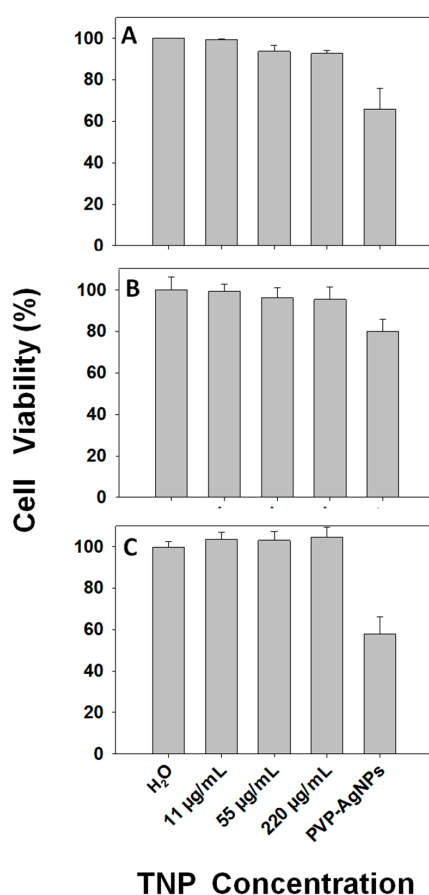 A
100
80
60
40
20
0
B
100
80
60
40
20
0
C
100
80
60
40
20
0
Cell Viability (%)
H₂O
11 µg/mL
55 µg/mL
220 µg/mL
PVP-AgNPs
TNP Concentration